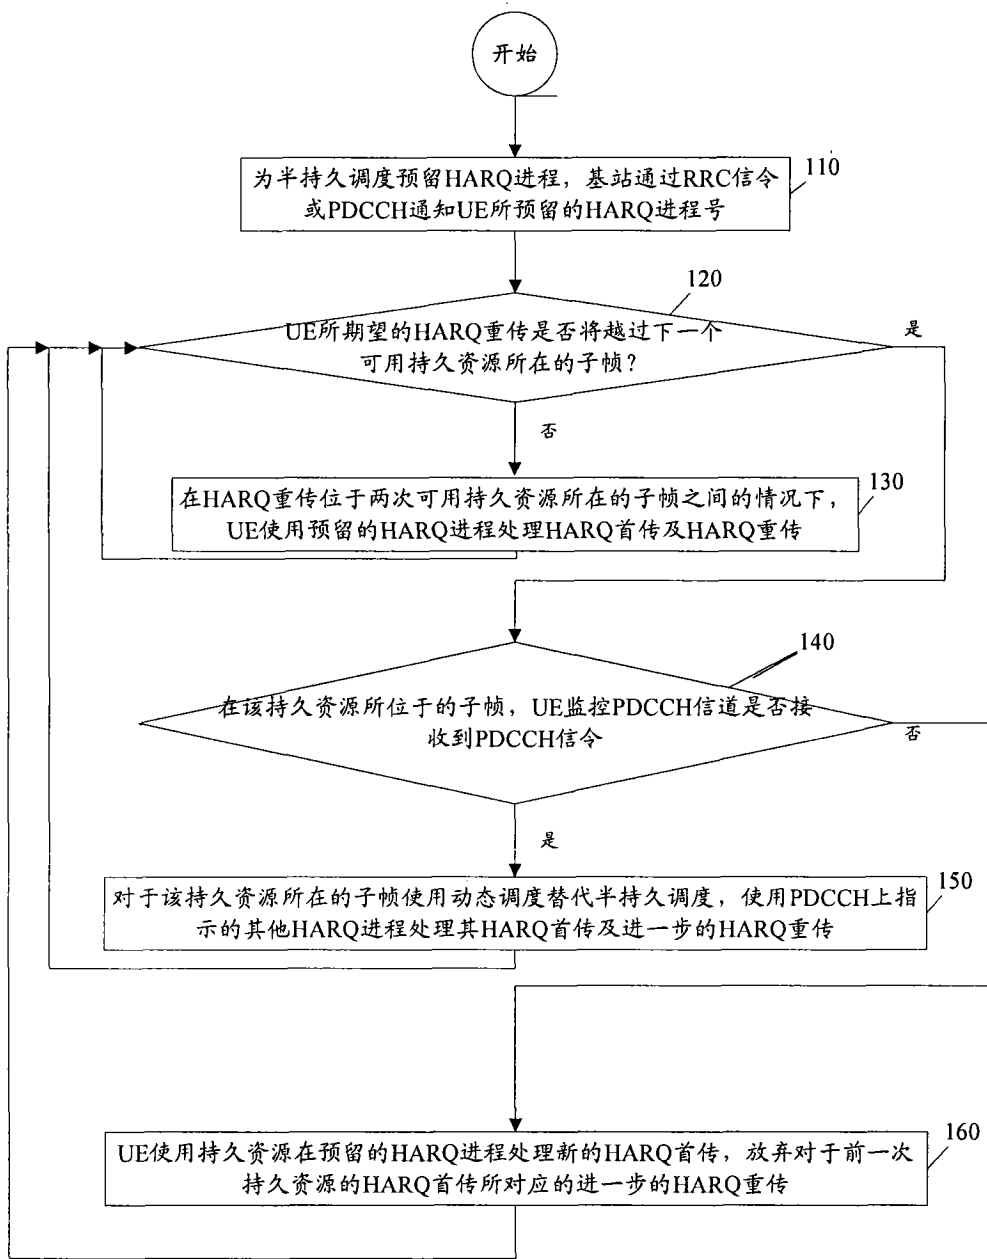 开始
为半持久调度预留HARQ进程，基站通过RRC信令
或PDCCH通知UE所预留的HARQ进程号
110
120
UE所期望的HARQ重传是否将越过下一个
可用持久资源所在的子帧？
是
否
在HARQ重传位于两次可用持久资源所在的子帧之间的情况下，
UE使用预留的HARQ进程处理HARQ首传及HARQ重传
130
140
在该持久资源所位于的子帧，UE监控PDCCH信道是否接
收到PDCCH信令
否
是
对于该持久资源所在的子帧使用动态调度替代半持久调度，使用PDCCH上指
示的其他HARQ进程处理其HARQ首传及进一步的HARQ重传
150
UE使用持久资源在预留的HARQ进程处理新的HARQ首传，放弃对于前一次
持久资源的HARQ首传所对应的进一步的HARQ重传
160